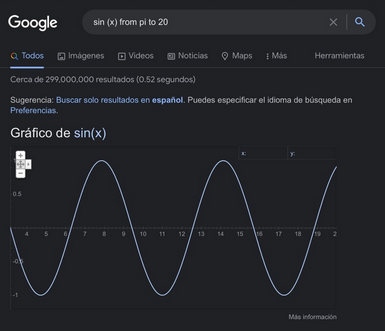 Google
sin (x) from pi to 20
Todos Imágenes Videos Noticias Maps Más Herramientas
Cerca de 299,000,000 resultados (0.52 segundos)
Sugerencia: Buscar solo resultados en español. Puedes especificar el idioma de búsqueda en
Preferencias.
Gráfico de sin(x)
x: y:
0.5
4 5 6 7 8 9 10 11 12 13 14 15 16 17 18 19 2
-0.5
-1
Más información